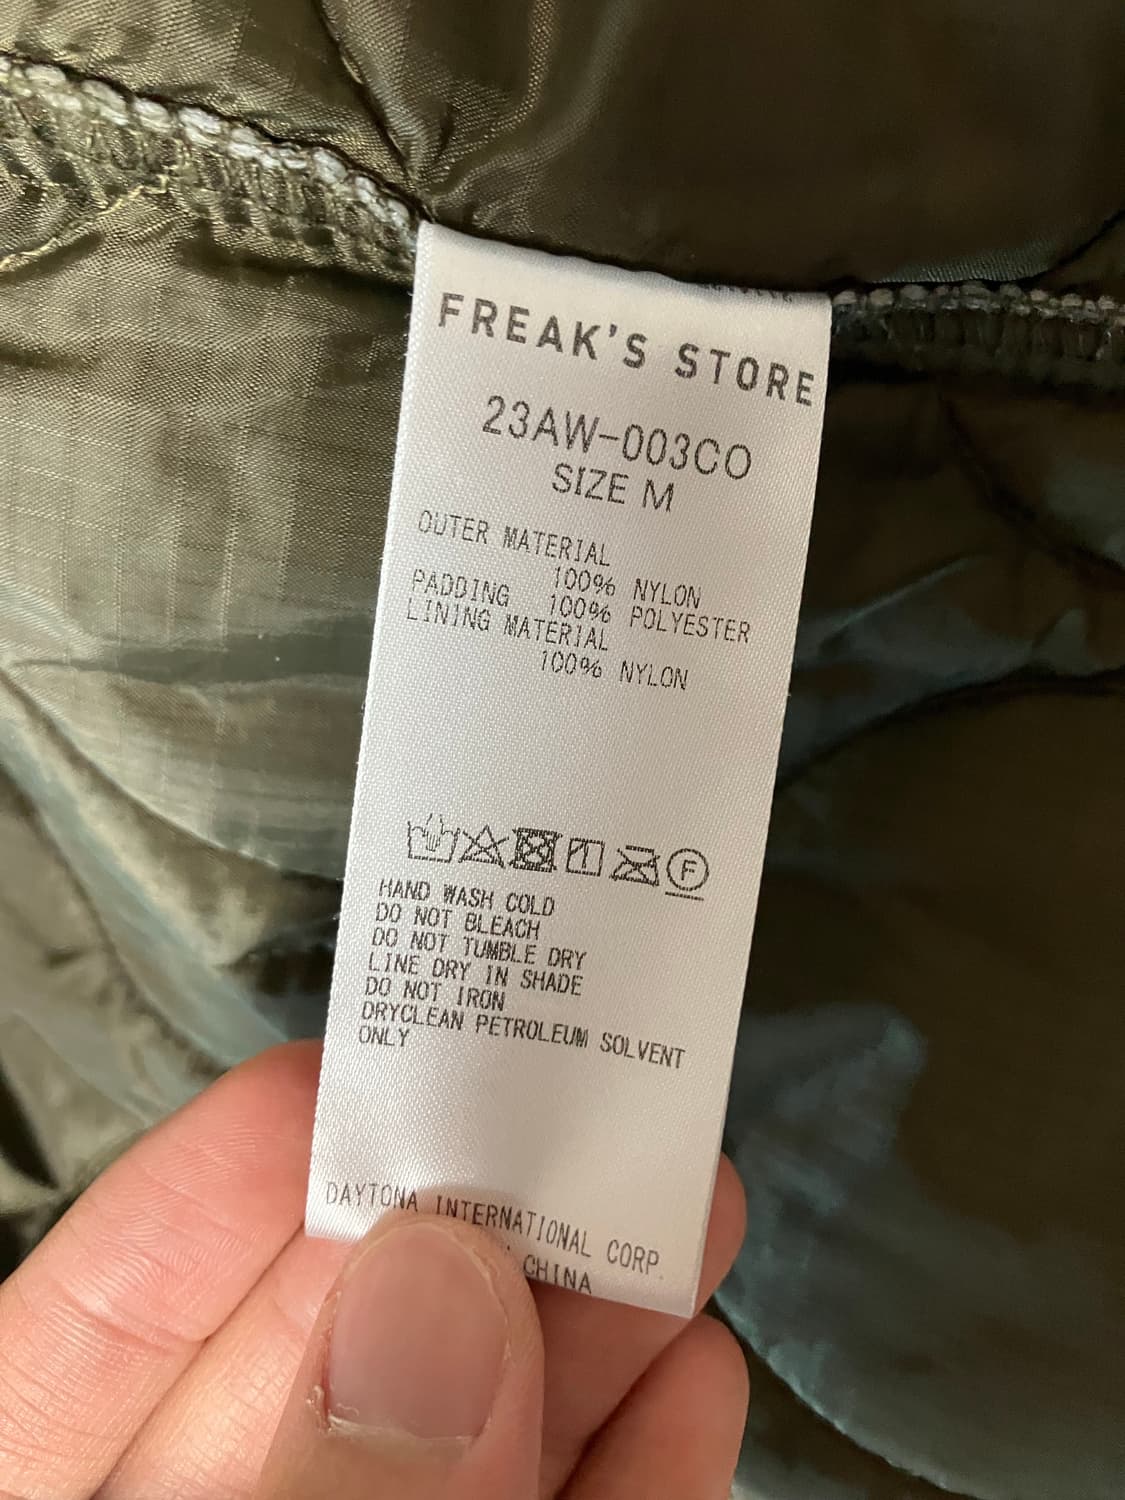 FREAK'S STORE
23AW-003CO
SIZE M
OUTER MATERIAL
100% NYLON
PADDING 100% POLYESTER
LINING MATERIAL
100% NYLON
F
HAND WASH COLD
DO NOT BLEACH
DO NOT TUMBLE DRY
LINE DRY IN SHADE
DO NOT IRON
DRYCLEAN PETROLEUM SOLVENT
ONLY
DAYTONA INTERNATIONAL CORP.
CHINA